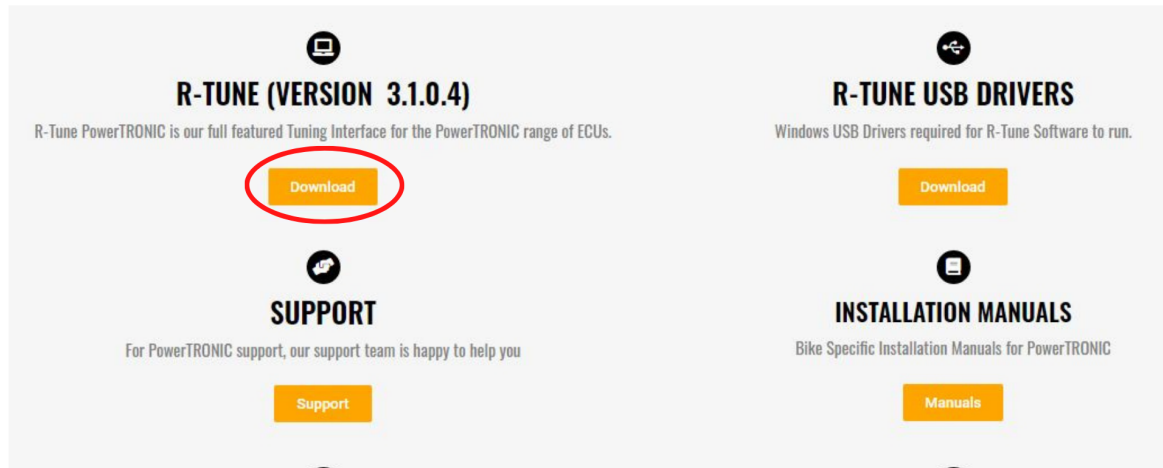 R-TUNE (VERSION 3.1.0.4)
R-Tune PowerTRONIC is our full featured Tuning Interface for the PowerTRONIC range of ECUs.
Download
R-TUNE USB DRIVERS
Windows USB Drivers required for R-Tune Software to run.
Download
SUPPORT
For PowerTRONIC support, our support team is happy to help you
Support
INSTALLATION MANUALS
Bike Specific Installation Manuals for PowerTRONIC
Manuals